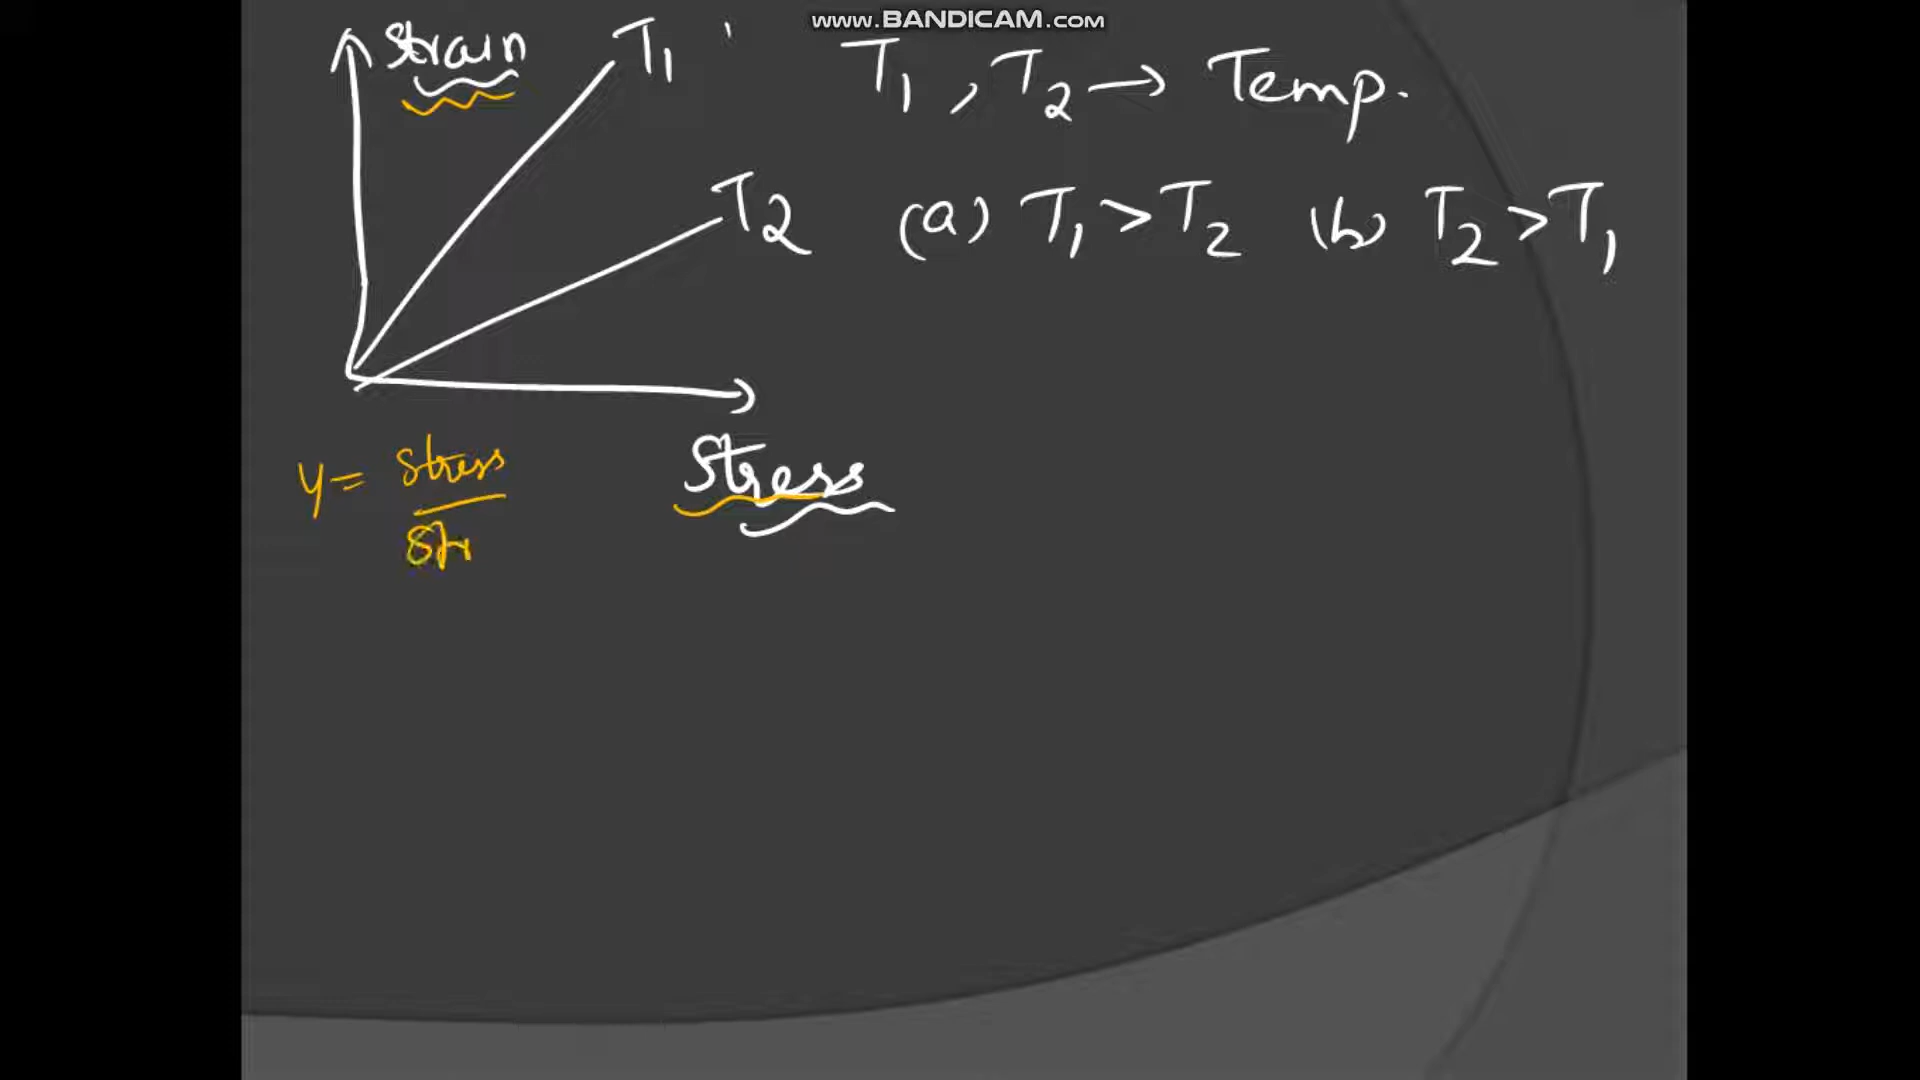 www.BANDICAM.com
Strain
T1
T1, T2 → Temp.
T2
(a) T1 > T2 (b) T2 > T1
Y = Stress
Str
Stress